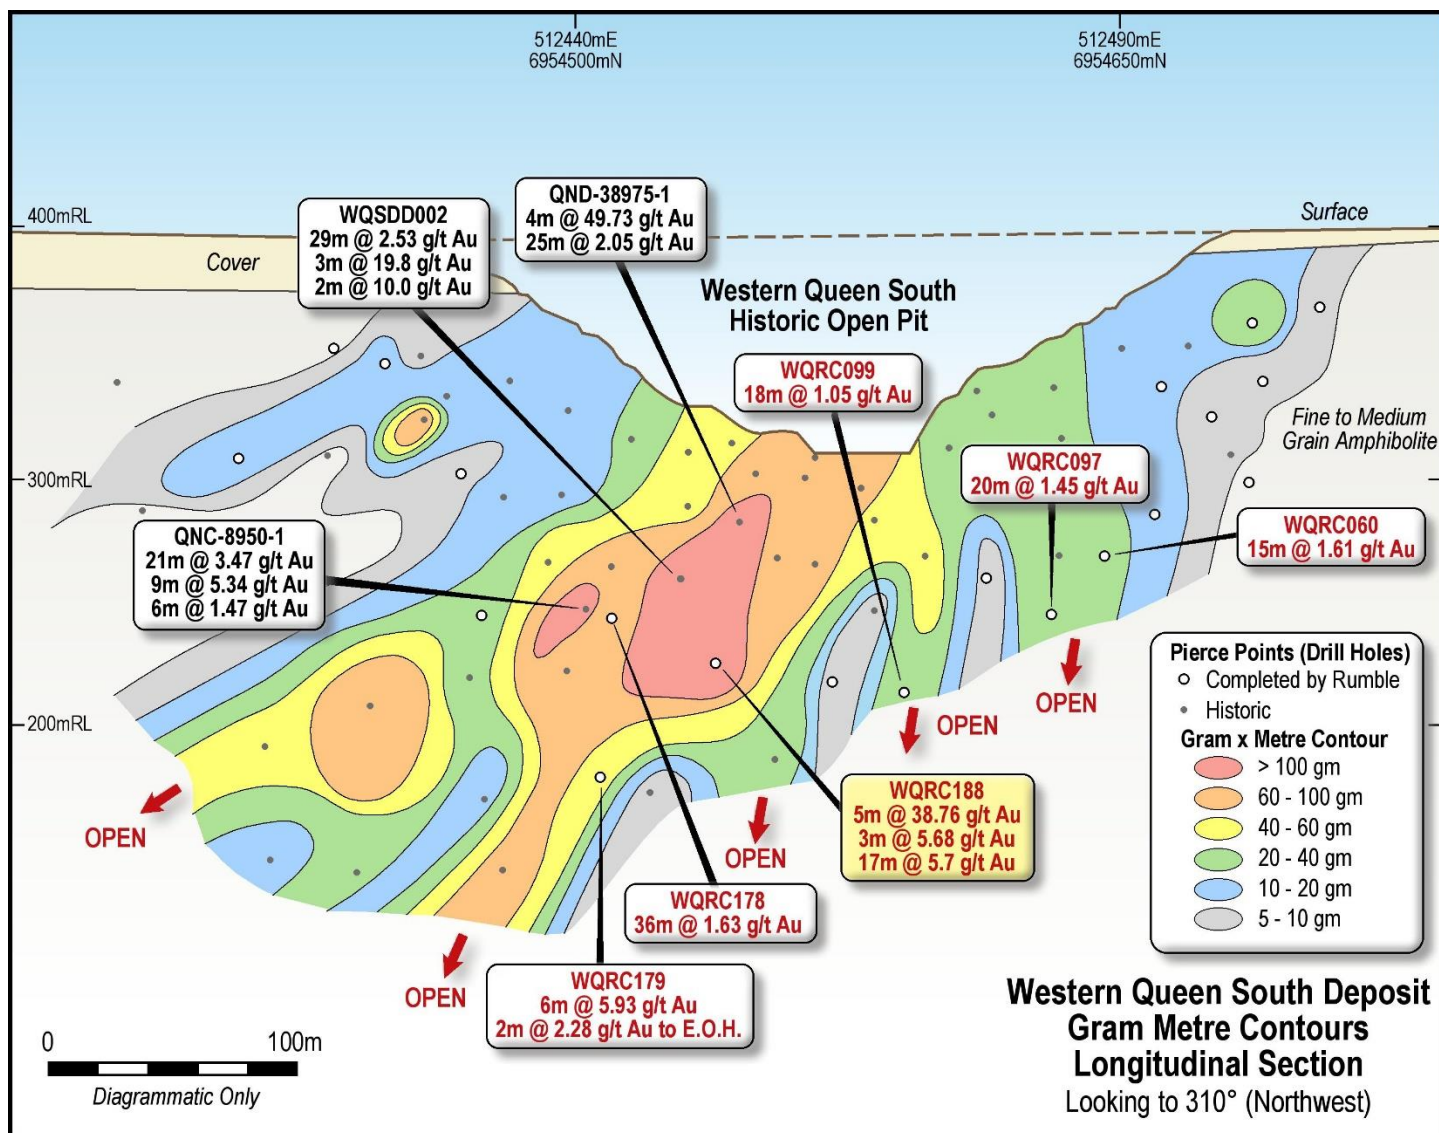 512440mE
6954500mN
512490mE
6954650mN
400mRL
300mRL
200mRL
Surface
Cover
WQSDD002
29m @ 2.53 g/t Au
3m @ 19.8 g/t Au
2m @ 10.0 g/t Au
QND-38975-1
4m @ 49.73 g/t Au
25m @ 2.05 g/t Au
Western Queen South
Historic Open Pit
WQRC099
18m @ 1.05 g/t Au
Fine to Medium
Grain Amphibolite
WQRC097
20m @ 1.45 g/t Au
WQRC060
15m @ 1.61 g/t Au
QNC-8950-1
21m @ 3.47 g/t Au
9m @ 5.34 g/t Au
6m @ 1.47 g/t Au
OPEN
OPEN
OPEN
OPEN
OPEN
OPEN
WQRC188
5m @ 38.76 g/t Au
3m @ 5.68 g/t Au
17m @ 5.7 g/t Au
WQRC178
36m @ 1.63 g/t Au
WQRC179
6m @ 5.93 g/t Au
2m @ 2.28 g/t Au to E.O.H.
Pierce Points (Drill Holes)
Completed by Rumble
Historic
Gram x Metre Contour
> 100 gm
60 - 100 gm
40 - 60 gm
20 - 40 gm
10 - 20 gm
5 - 10 gm
0 100m
Diagrammatic Only
Western Queen South Deposit
Gram Metre Contours
Longitudinal Section
Looking to 310° (Northwest)